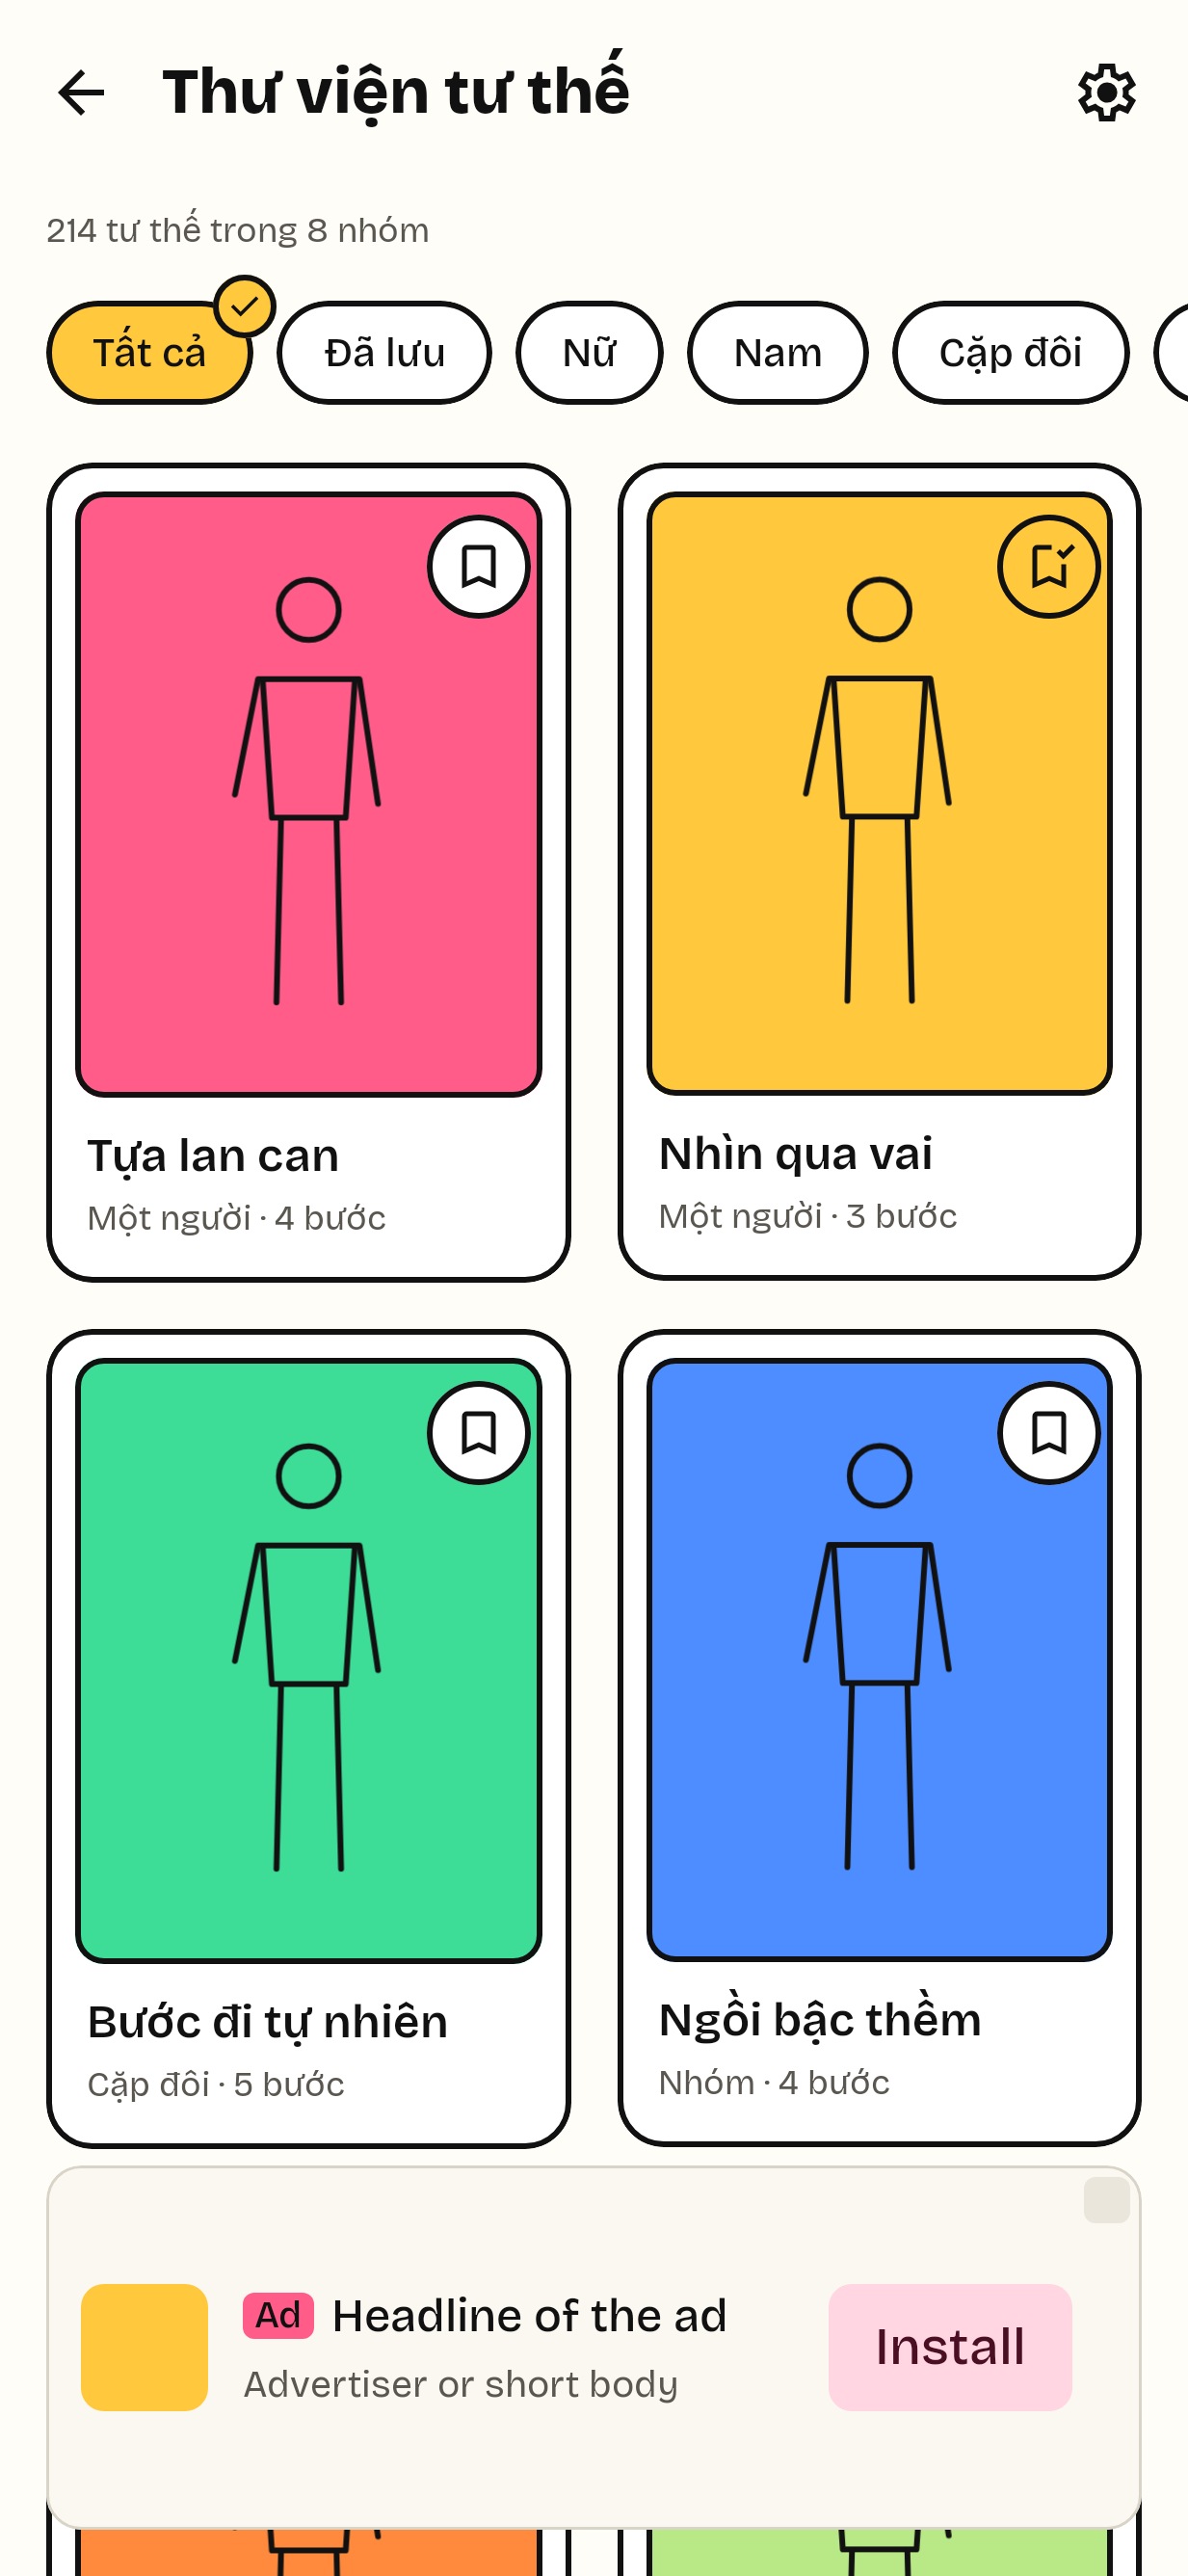 Thư viện tư thế
214 tư thế trong 8 nhóm
Tất cả
Đã lưu
Nữ
Nam
Cặp đôi
Tựa lan can
Một người · 4 bước
Nhìn qua vai
Một người · 3 bước
Bước đi tự nhiên
Cặp đôi · 5 bước
Ngồi bậc thềm
Nhóm · 4 bước
Ad Headline of the ad
Advertiser or short body
Install